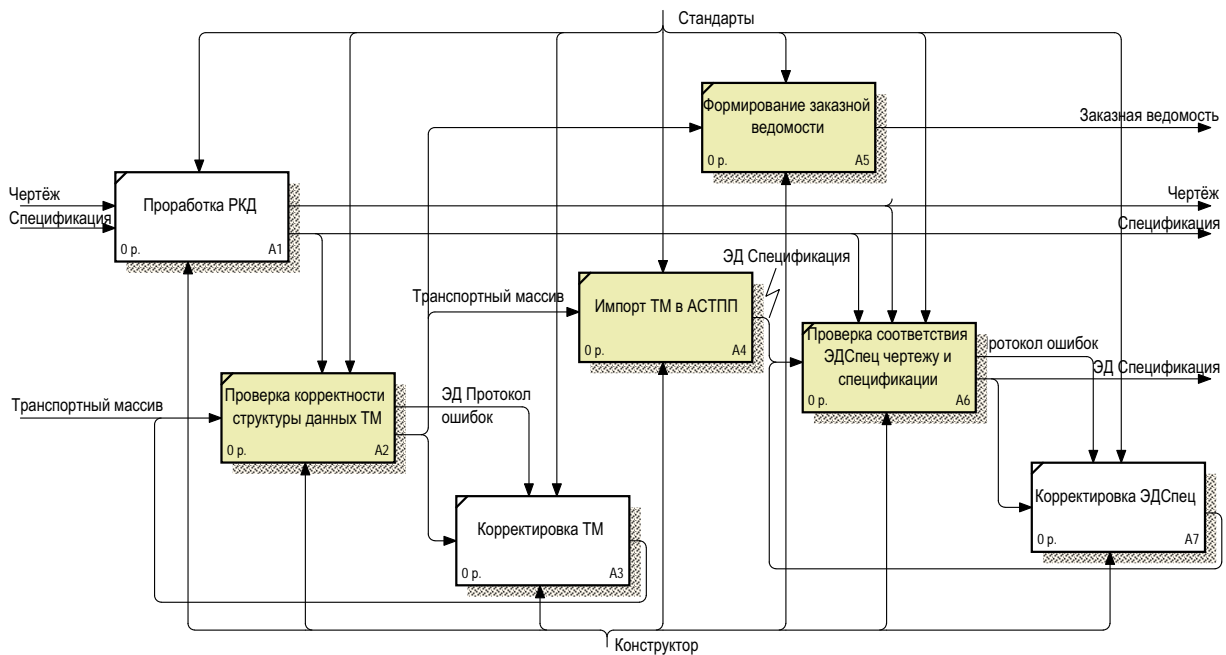 Стандарты
Формирование заказной
ведомости
0 р.
A5
Заказная ведомость
Чертёж
Спецификация
Проработка РКД
0 р.
A1
Чертёж
Спецификация
ЭД Спецификация
Транспортный массив
Импорт ТМ в АСТПП
0 р.
A4
Проверка соответствия
ЭДСпец чертежу и
спецификации
0 р.
A6
ротокол ошибок
ЭД Спецификация
Транспортный массив
Проверка корректности
структуры данных ТМ
0 р.
A2
ЭД Протокол
ошибок
Корректировка ТМ
0 р.
A3
Корректировка ЭДСпец
0 р.
A7
Конструктор